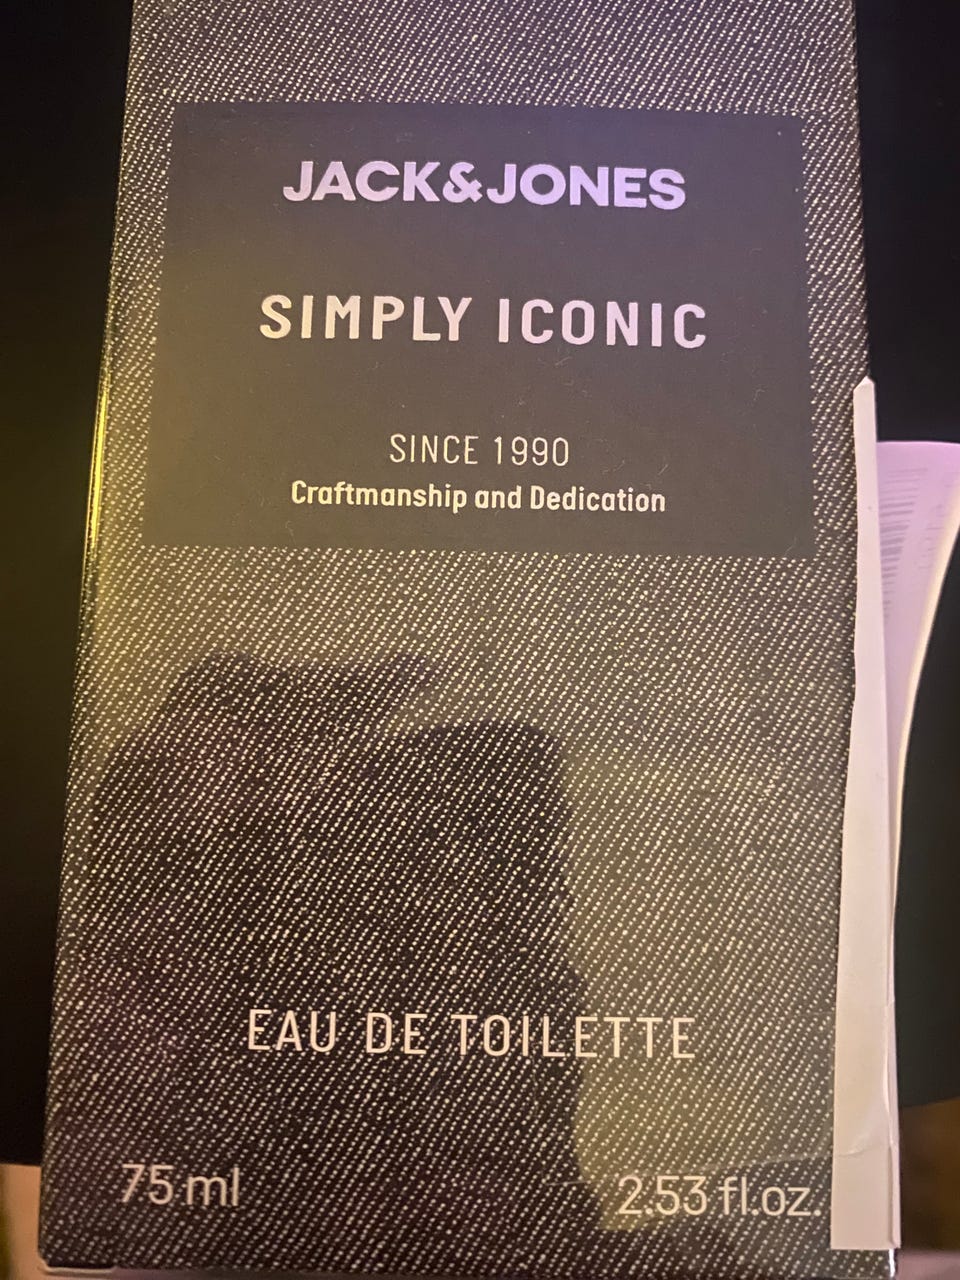 JACK&JONES
SIMPLY ICONIC
SINCE 1990
Craftmanship and Dedication
EAU DE TOILETTE
75 ml 2.53 fl.oz.